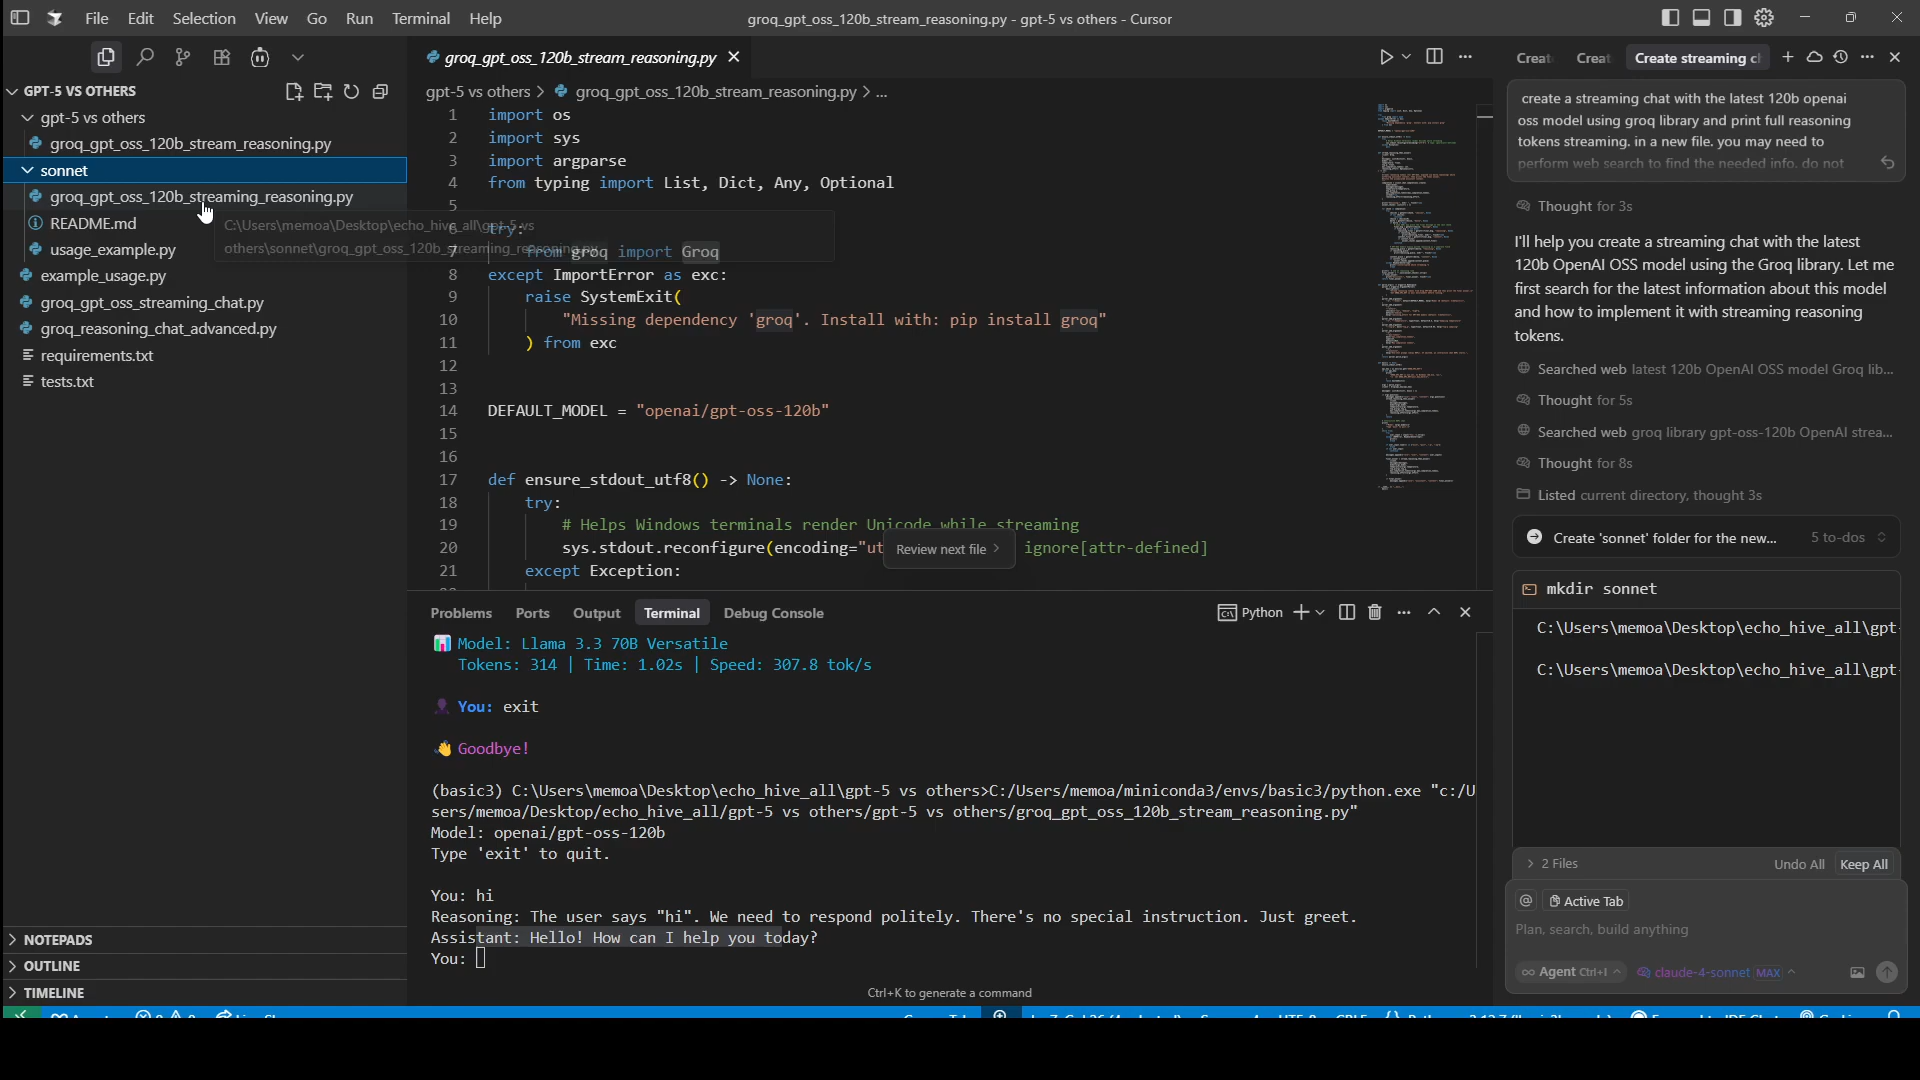 File Edit Selection View Go Run Terminal Help
groq_gpt_oss_120b_stream_reasoning.py - gpt-5 vs others - Cursor
GPT-5 VS OTHERS
gpt-5 vs others
groq_gpt_oss_120b_stream_reasoning.py
sonnet
groq_gpt_oss_120b_streaming_reasoning.py
README.md
usage_example.py
example_usage.py
groq_gpt_oss_streaming_chat.py
groq_reasoning_chat_advanced.py
requirements.txt
tests.txt
C:\Users\memoa\Desktop\echo_hive_all\gpt-5 vs
others\sonnet\groq_gpt_oss_120b_streaming_reasoning.py
NOTEPADS
OUTLINE
TIMELINE
groq_gpt_oss_120b_stream_reasoning.py
gpt-5 vs others > groq_gpt_oss_120b_stream_reasoning.py > ...
1 import os
2 import sys
3 import argparse
4 from typing import List, Dict, Any, Optional
5
6 try:
7 from groq import Groq
8 except ImportError as exc:
9 raise SystemExit(
10 "Missing dependency 'groq'. Install with: pip install groq"
11 ) from exc
12
13
14 DEFAULT_MODEL = "openai/gpt-oss-120b"
15
16
17 def ensure_stdout_utf8() -> None:
18 try:
19 # Helps Windows terminals render Unicode while streaming
20 sys.stdout.reconfigure(encoding="ut ignore[attr-defined]
21 except Exception:
Review next file >
Problems Ports Output Terminal Debug Console
Python
Model: Llama 3.3 70B Versatile
Tokens: 314 | Time: 1.02s | Speed: 307.8 tok/s
You: exit
Goodbye!
(basic3) C:\Users\memoa\Desktop\echo_hive_all\gpt-5 vs others>C:/Users/memoa/miniconda3/envs/basic3/python.exe "c:/U
sers/memoa/Desktop/echo_hive_all/gpt-5 vs others/gpt-5 vs others/groq_gpt_oss_120b_stream_reasoning.py"
Model: openai/gpt-oss-120b
Type 'exit' to quit.
You: hi
Reasoning: The user says "hi". We need to respond politely. There's no special instruction. Just greet.
Assistant: Hello! How can I help you today?
You:
Ctrl+K to generate a command
Creat Creat Create streaming cl
create a streaming chat with the latest 120b openai
oss model using groq library and print full reasoning
tokens streaming. in a new file. you may need to
perform web search to find the needed info. do not
Thought for 3s
I'll help you create a streaming chat with the latest
120b OpenAI OSS model using the Groq library. Let me
first search for the latest information about this model
and how to implement it with streaming reasoning
tokens.
Searched web latest 120b OpenAI OSS model Groq lib...
Thought for 5s
Searched web groq library gpt-oss-120b OpenAI strea...
Thought for 8s
Listed current directory, thought 3s
Create 'sonnet' folder for the new... 5 to-dos
mkdir sonnet
C:\Users\memoa\Desktop\echo_hive_all\gpt-
C:\Users\memoa\Desktop\echo_hive_all\gpt-
> 2 Files Undo All Keep All
@ Active Tab
Plan, search, build anything
Agent Ctrl+I claude-4-sonnet MAX